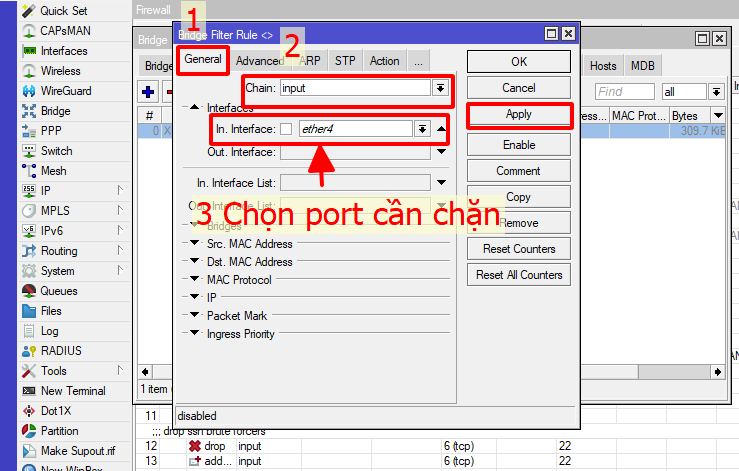 Quick Set
CAPsMAN
Interfaces
Wireless
WireGuard
Bridge
PPP
Switch
Mesh
IP
MPLS
IPv6
Routing
System
Queues
Files
Log
RADIUS
Tools
New Terminal
Dot1X
Partition
Make Supout.rif
New WinBox
Firewall
Bridge
Hosts MDB
Find all
# MAC Prot... Bytes
0 X 309.7 KiB
1 item
1
2
Bridge Filter Rule <>
General Advanced ARP STP Action ...
Chain: input
Interfaces
In. Interface: ether4
Out. Interface:
In. Interface List:
Out. Interface List:
3 Chọn port cần chặn
Bridges
Src. MAC Address
Dst. MAC Address
MAC Protocol
IP
Packet Mark
Ingress Priority
disabled
OK
Cancel
Apply
Enable
Comment
Copy
Remove
Reset Counters
Reset All Counters
11
;;; drop ssh brute forcers
12 drop input 6 (tcp) 22
13 add... input 6 (tcp) 22